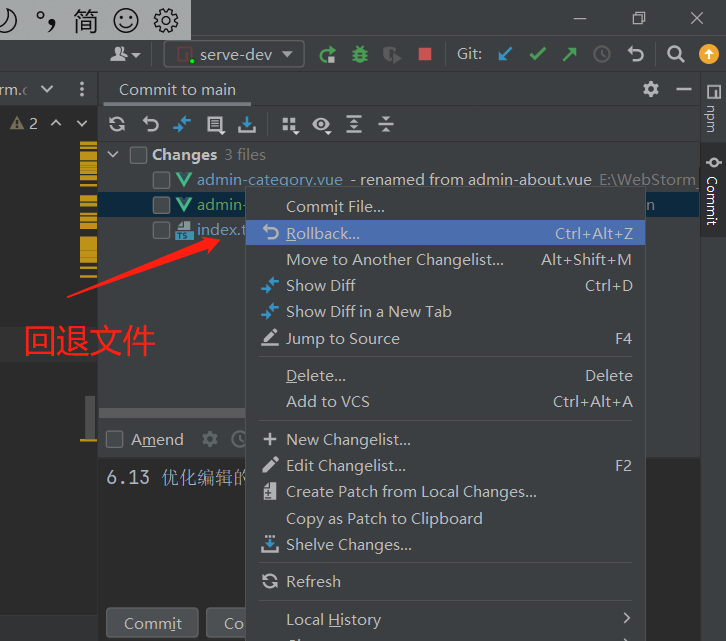 简
serve-dev
Git:
rm.c
Commit to main
2
Changes 3 files
admin-category.vue - renamed from admin-about.vue E:\WebStorm_
admin-
n
index.t
TS
Commit File...
Rollback... Ctrl+Alt+Z
Move to Another Changelist... Alt+Shift+M
Show Diff Ctrl+D
Show Diff in a New Tab
Jump to Source F4
回退文件
Delete... Delete
Add to VCS Ctrl+Alt+A
Amend
New Changelist...
Edit Changelist... F2
6.13 优化编辑的
Create Patch from Local Changes...
Copy as Patch to Clipboard
Shelve Changes...
Refresh
Commit
Co
Local History
npm
Commit